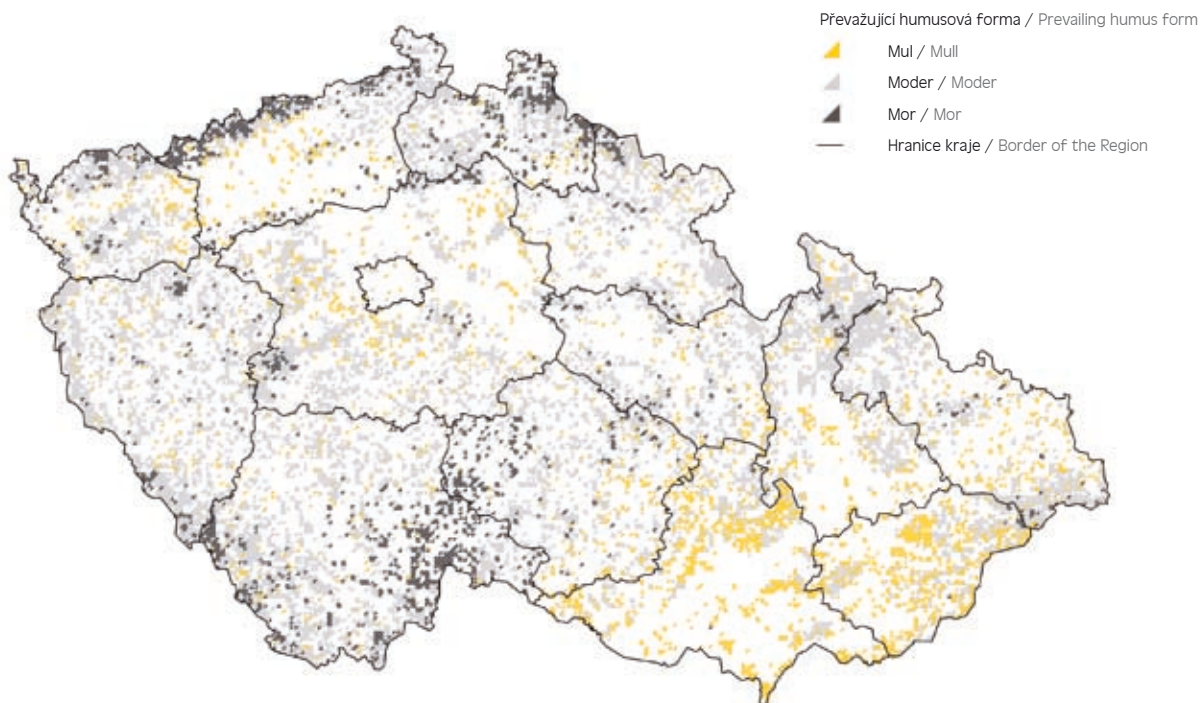 Převažující humusová forma / Prevailing humus form
Mul / Mull
Moder / Moder
Mor / Mor
Hranice kraje / Border of the Region